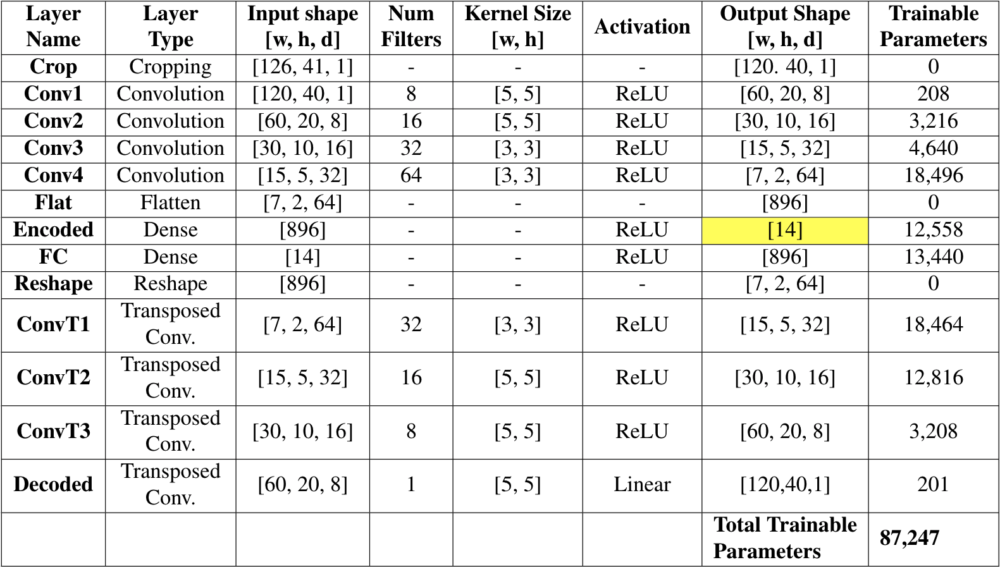 Layer Name | Layer Type | Input shape [w, h, d] | Num Filters | Kernel Size [w, h] | Activation | Output Shape [w, h, d] | Trainable Parameters
Crop | Cropping | [126, 41, 1] | - | - | - | [120. 40, 1] | 0
Conv1 | Convolution | [120, 40, 1] | 8 | [5, 5] | ReLU | [60, 20, 8] | 208
Conv2 | Convolution | [60, 20, 8] | 16 | [5, 5] | ReLU | [30, 10, 16] | 3,216
Conv3 | Convolution | [30, 10, 16] | 32 | [3, 3] | ReLU | [15, 5, 32] | 4,640
Conv4 | Convolution | [15, 5, 32] | 64 | [3, 3] | ReLU | [7, 2, 64] | 18,496
Flat | Flatten | [7, 2, 64] | - | - | - | [896] | 0
Encoded | Dense | [896] | - | - | ReLU | [14] | 12,558
FC | Dense | [14] | - | - | ReLU | [896] | 13,440
Reshape | Reshape | [896] | - | - | - | [7, 2, 64] | 0
ConvT1 | Transposed Conv. | [7, 2, 64] | 32 | [3, 3] | ReLU | [15, 5, 32] | 18,464
ConvT2 | Transposed Conv. | [15, 5, 32] | 16 | [5, 5] | ReLU | [30, 10, 16] | 12,816
ConvT3 | Transposed Conv. | [30, 10, 16] | 8 | [5, 5] | ReLU | [60, 20, 8] | 3,208
Decoded | Transposed Conv. | [60, 20, 8] | 1 | [5, 5] | Linear | [120,40,1] | 201
Total Trainable Parameters | 87,247